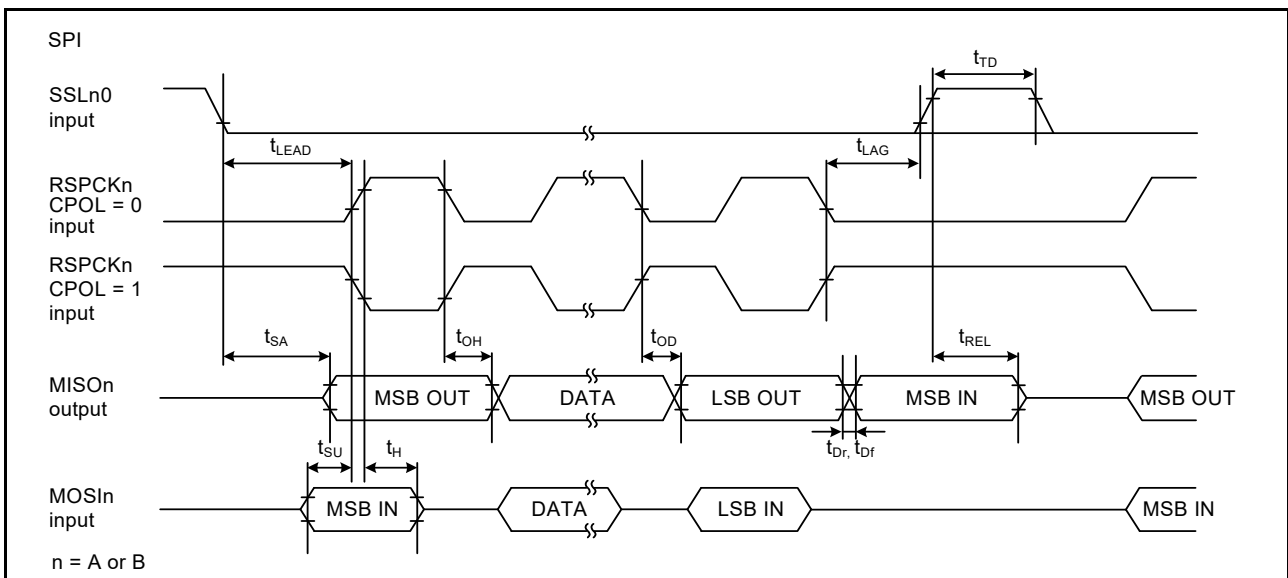 SPI
tTD
SSLn0
input
tLEAD
tLAG
RSPCKn
CPOL = 0
input
RSPCKn
CPOL = 1
input
tSA
tOH
tOD
tREL
MISOn
output
MSB OUT
DATA
LSB OUT
MSB IN
MSB OUT
tSU
tH
tDr, tDf
MOSIn
input
MSB IN
DATA
LSB IN
MSB IN
n = A or B